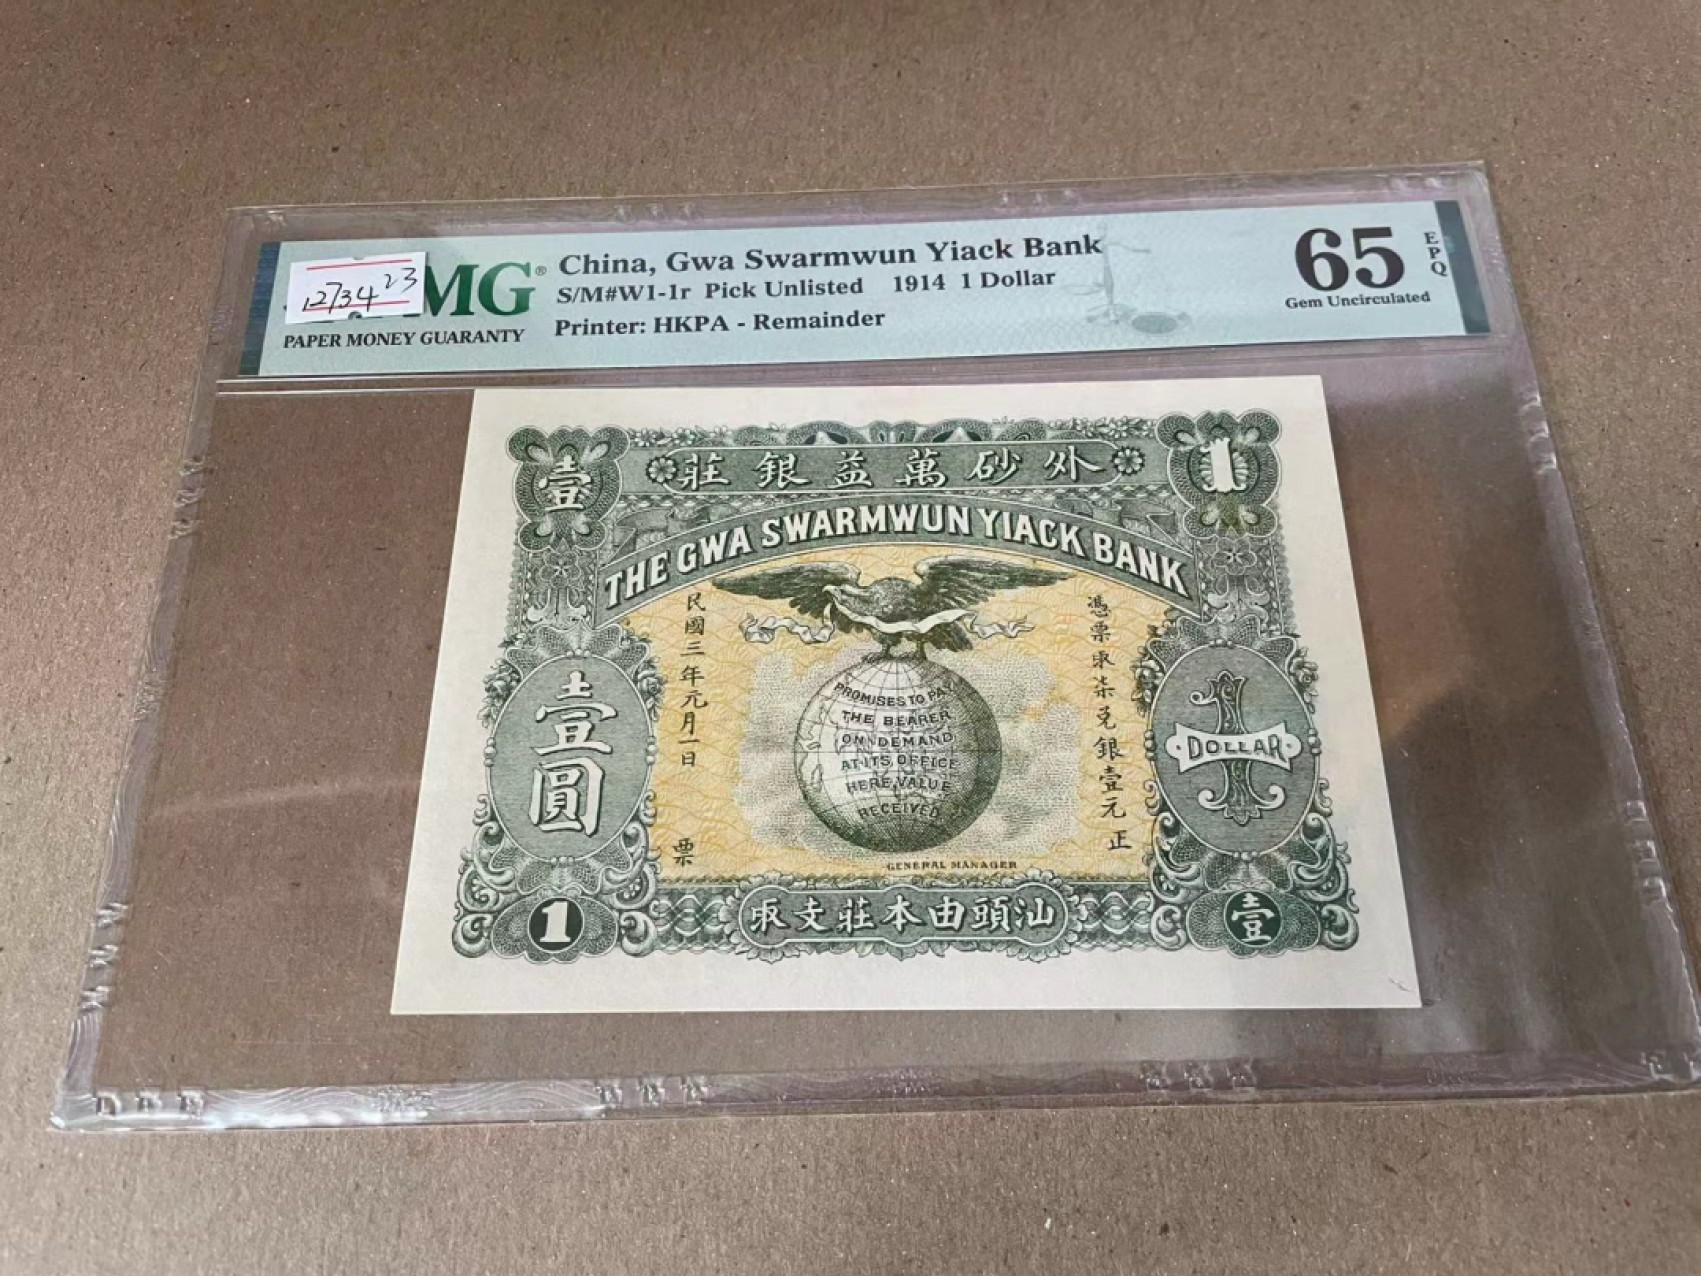 12734 23
MG®
PAPER MONEY GUARANTY
China, Gwa Swarmwun Yiack Bank
S/M#W1-1r Pick Unlisted 1914 1 Dollar
Printer: HKPA - Remainder
65
EPQ
Gem Uncirculated
壹
莊銀益萬砂外
1
THE GWA SWARMWUN YIACK BANK
民國三年元月一日
票
憑票取柒兌銀壹元正
壹圓
PROMISES TO PAY
THE BEARER
ON DEMAND
AT ITS OFFICE
HERE VALUE
RECEIVED
1
DOLLAR
GENERAL MANAGER
1
取支莊本由頭汕
壹